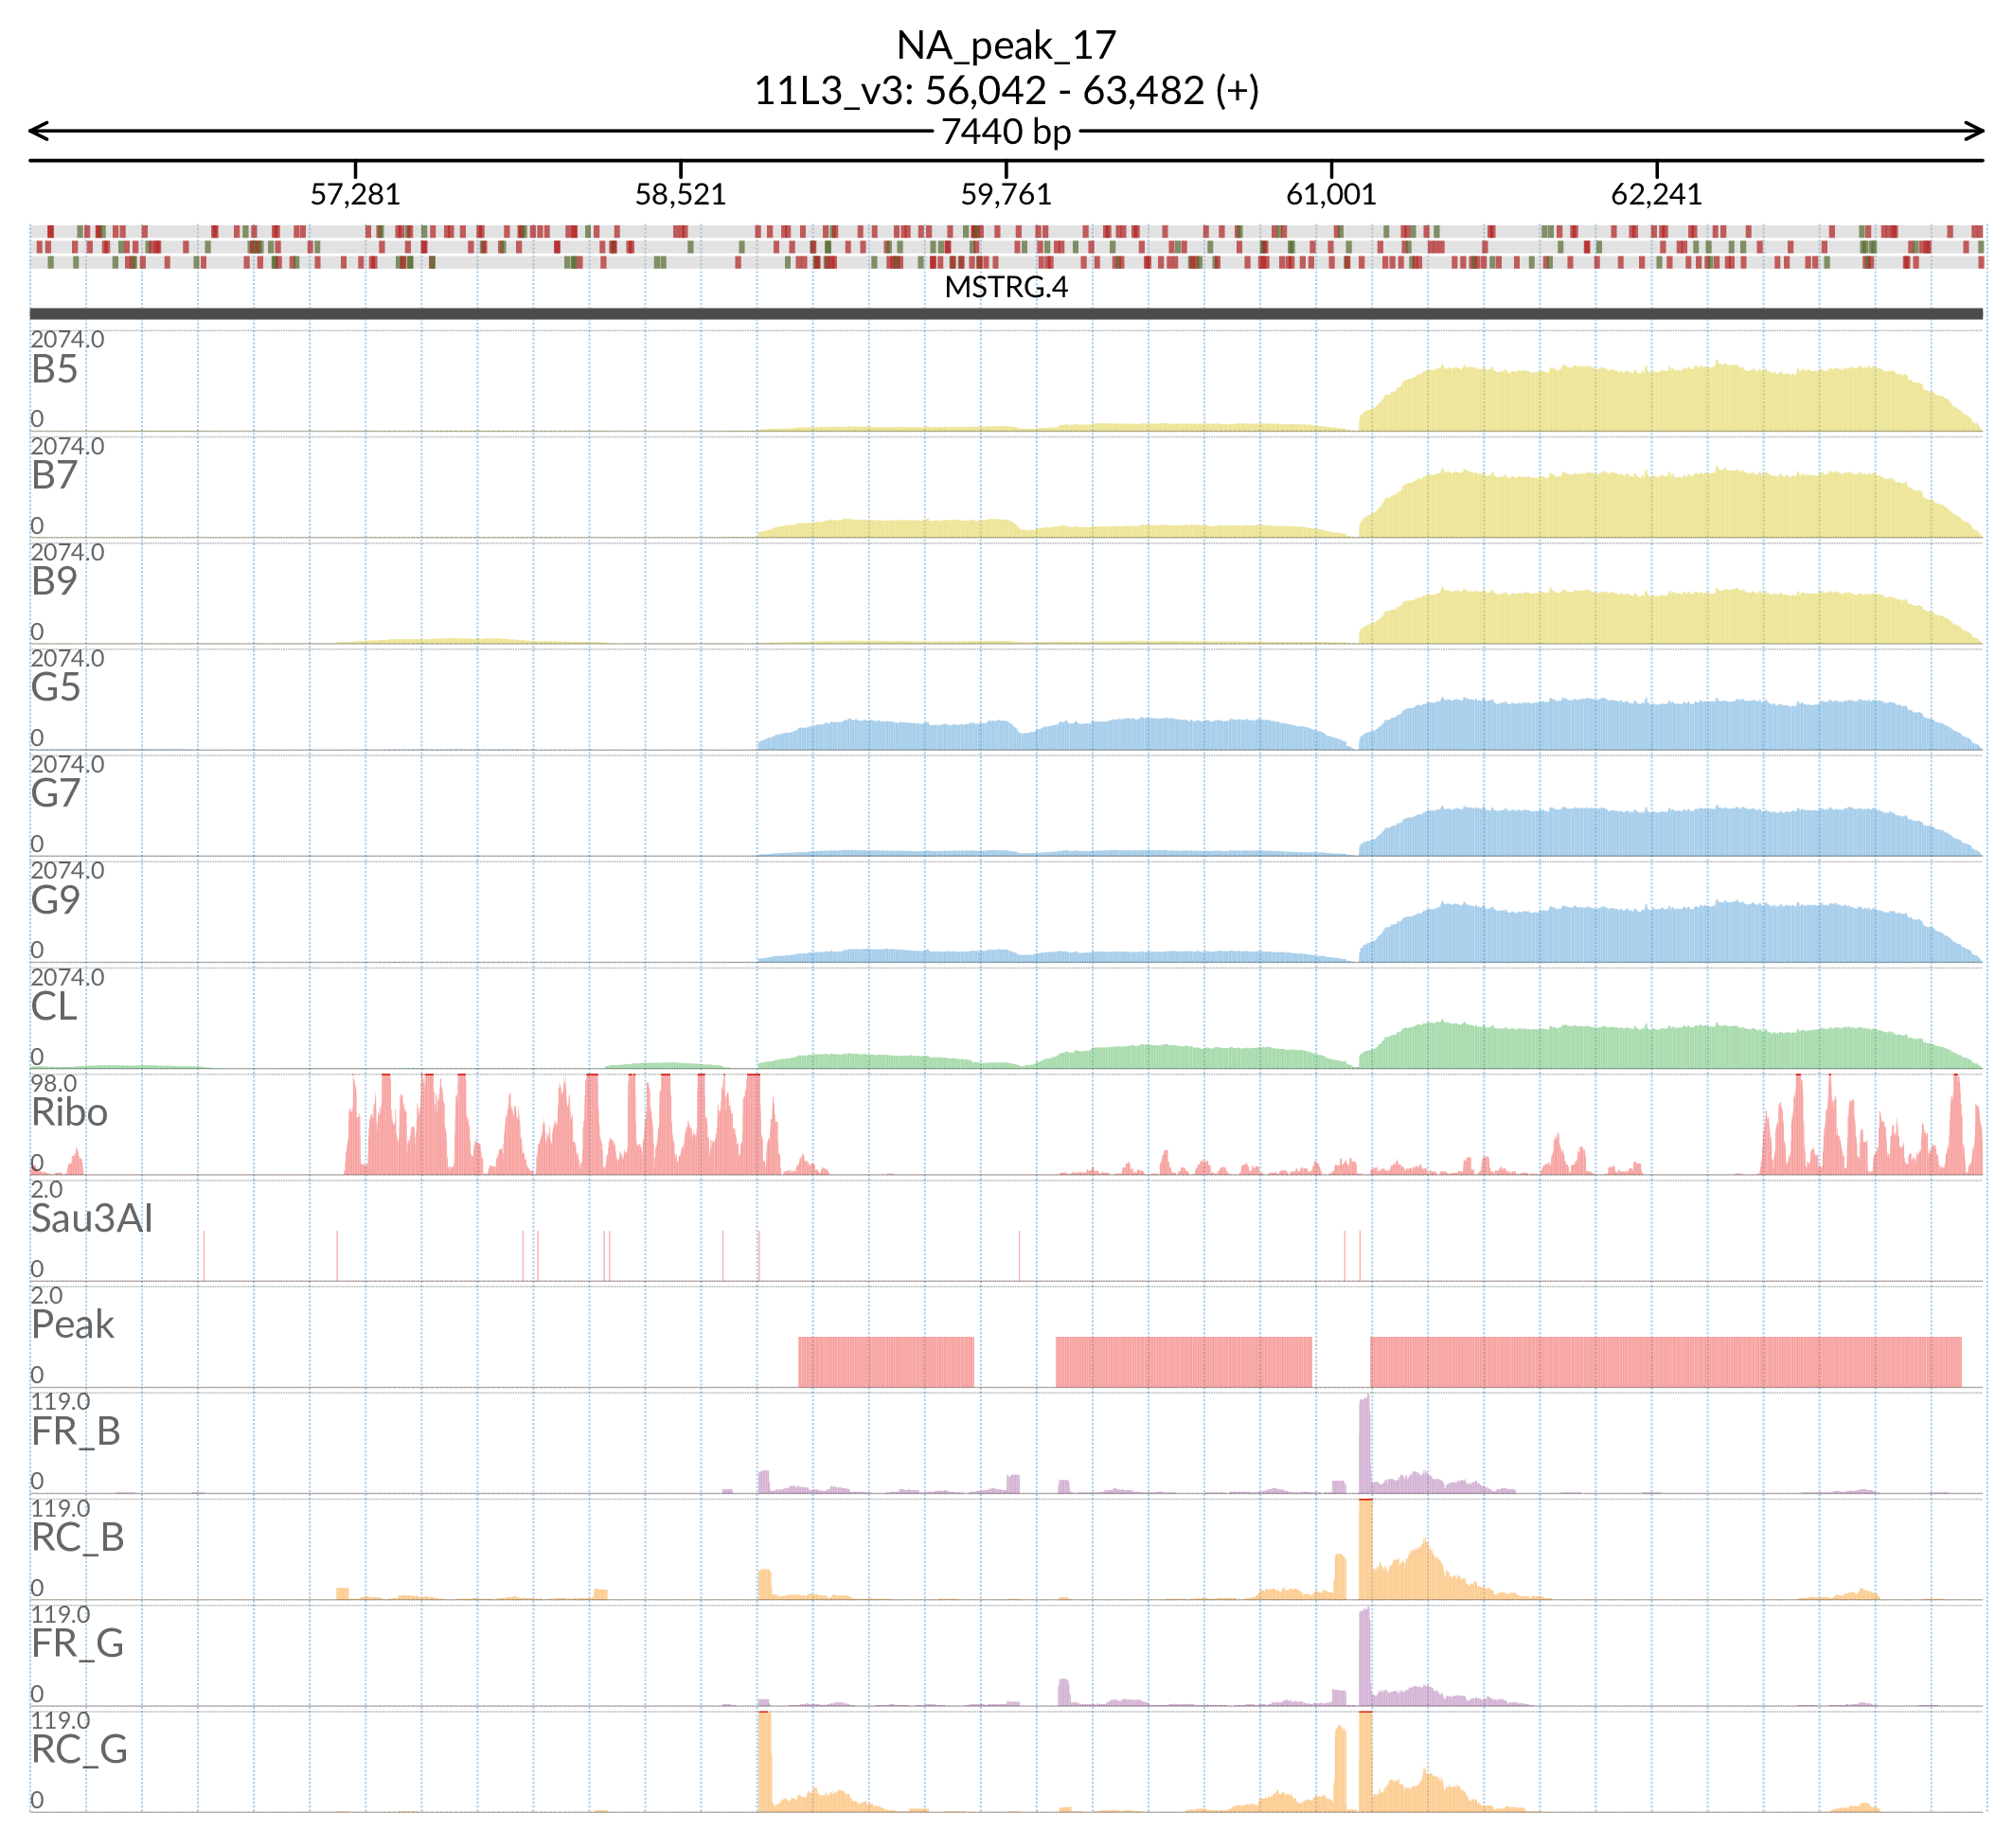 NA_peak_17
11L3_v3: 56,042 - 63,482 (+)
7440 bp
57,281 58,521 59,761 61,001 62,241
MSTRG.4
2074.0
B5
0
2074.0
B7
0
2074.0
B9
0
2074.0
G5
0
2074.0
G7
0
2074.0
G9
0
2074.0
CL
0
98.0
Ribo
0
2.0
Sau3AI
0
2.0
Peak
0
119.0
FR_B
0
119.0
RC_B
0
119.0
FR_G
0
119.0
RC_G
0